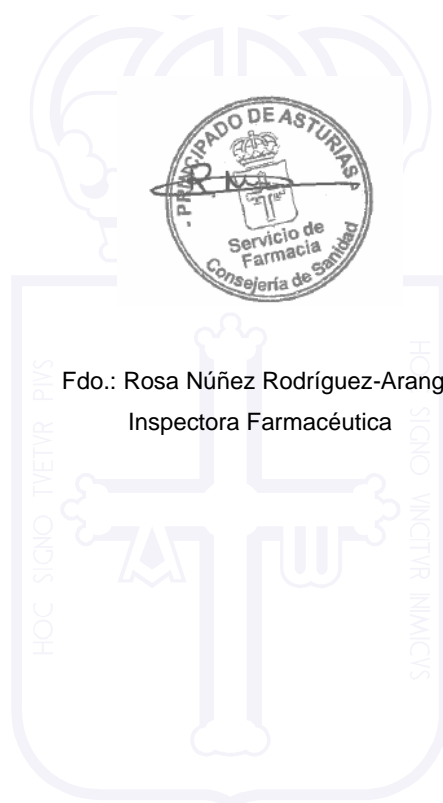 - PRINCIPADO DE ASTURIAS
Servicio de
Farmacia
Consejería de Sanidad
Fdo.: Rosa Núñez Rodríguez-Arang
Inspectora Farmacéutica
HOC SIGNO TVETVR PIVS
HOC SIGNO VINCITVR INIMICVS